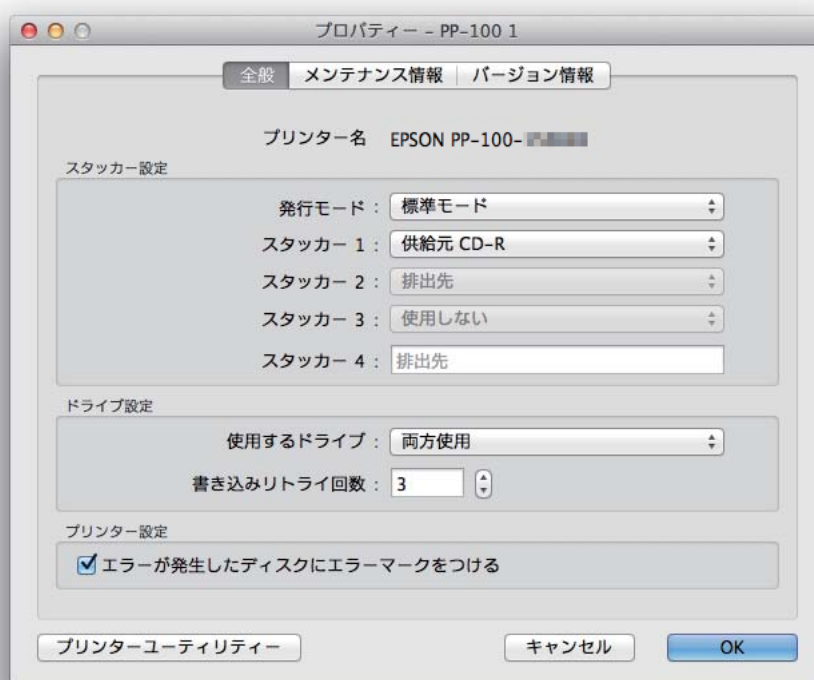 プロパティー – PP-100 1
全般 メンテナンス情報 バージョン情報
プリンター名 EPSON PP-100-
スタッカー設定
発行モード : 標準モード
スタッカー 1 : 供給元 CD-R
スタッカー 2 : 排出先
スタッカー 3 : 使用しない
スタッカー 4 : 排出先
ドライブ設定
使用するドライブ : 両方使用
書き込みリトライ回数 : 3
プリンター設定
エラーが発生したディスクにエラーマークをつける
プリンターユーティリティー キャンセル OK